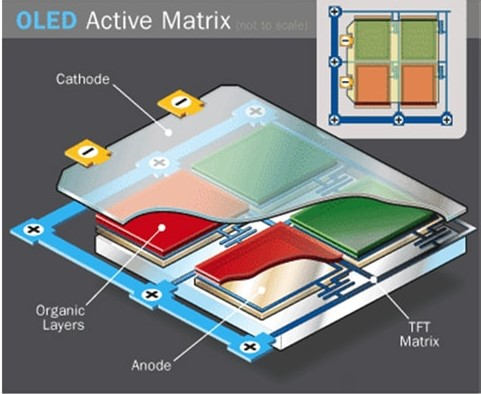 OLED Active Matrix (not to scale)
Cathode
Organic
Layers
Anode
TFT
Matrix